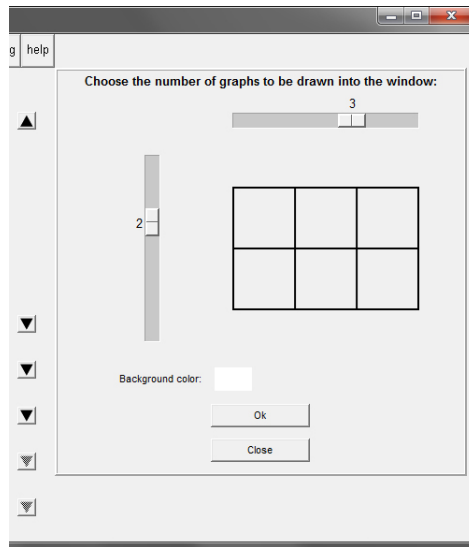 g help
Choose the number of graphs to be drawn into the window:
3
2
Background color:
Ok
Close